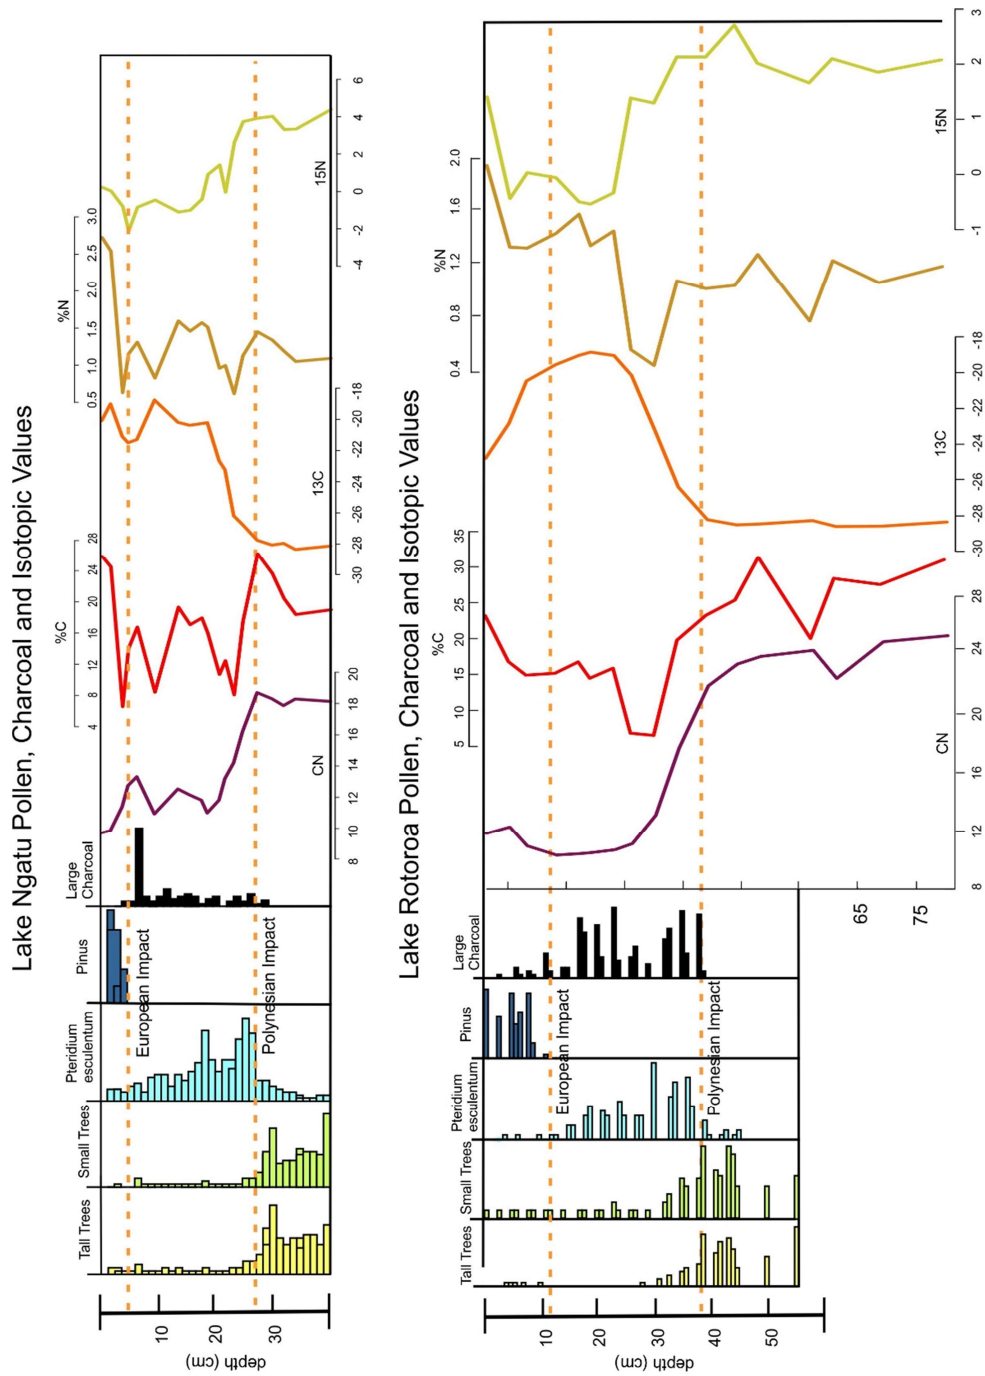 Lake Ngatu Pollen, Charcoal and Isotopic Values
Tall Trees
Small Trees
Pteridium
esculentum
Pinus
Large
Charcoal
CN
%C
13C
%N
15N
European Impact
Polynesian Impact
8 10 12 14 16 18 20
4 8 12 16 20 24 28
-30 -28 -26 -24 -22 -20 -18
0.5 1.0 1.5 2.0 2.5 3.0
-4 -2 0 2 4 6
10 20 30
depth (cm)
Lake Rotoroa Pollen, Charcoal and Isotopic Values
Tall Trees
Small Trees
Pteridium
esculentum
Pinus
Large
Charcoal
CN
%C
13C
%N
15N
European Impact
Polynesian Impact
8 12 16 20 24 28
5 10 15 20 25 30 35
-30 -28 -26 -24 -22 -20 -18
0.4 0.8 1.2 1.6 2.0
-1 0 1 2 3
10 20 30 40 50
65 75
depth (cm)